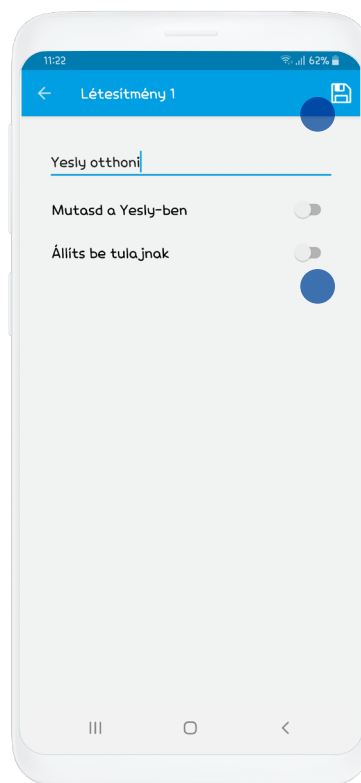 11:22
62%
Létesítmény 1
Yesly otthoni
Mutasd a Yesly-ben
Állíts be tulajnak